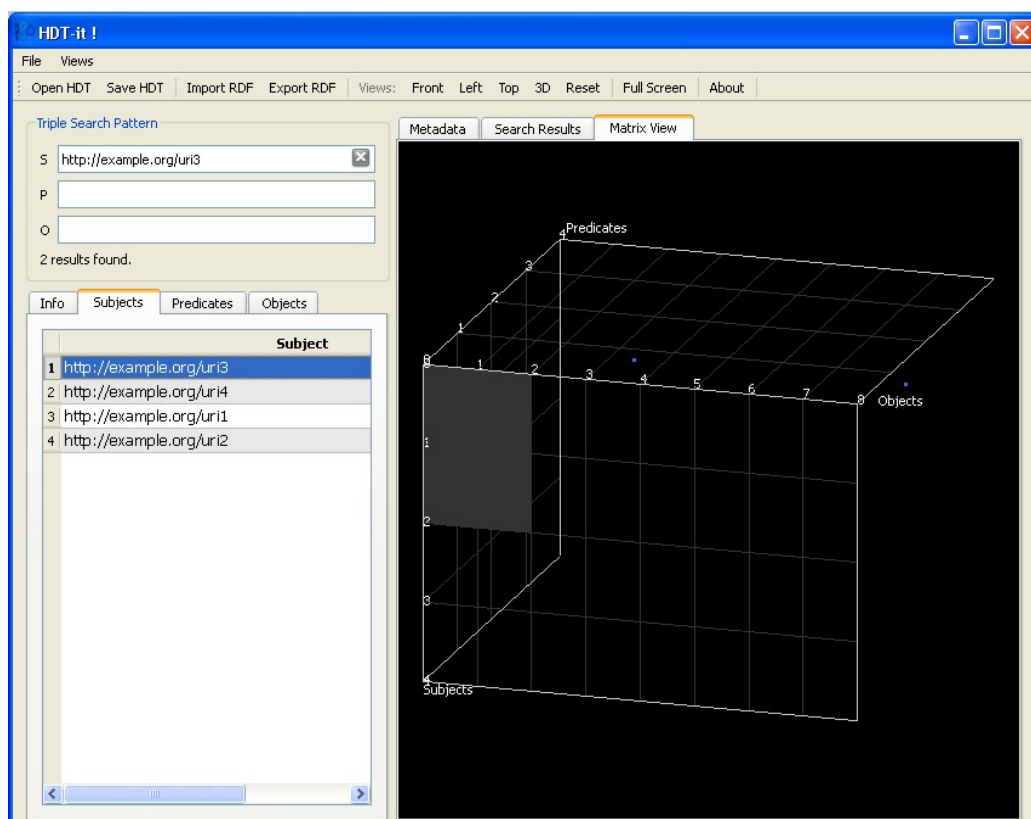 HDT-it !
File Views
Open HDT Save HDT Import RDF Export RDF Views: Front Left Top 3D Reset Full Screen About
Triple Search Pattern
S http://example.org/uri3
P
O
2 results found.
Info Subjects Predicates Objects
Subject
1 http://example.org/uri3
2 http://example.org/uri4
3 http://example.org/uri1
4 http://example.org/uri2
Metadata Search Results Matrix View
4 Predicates
3
2
1
1 2 3 4 5 6 7 8 Objects
1
2
3
Subjects